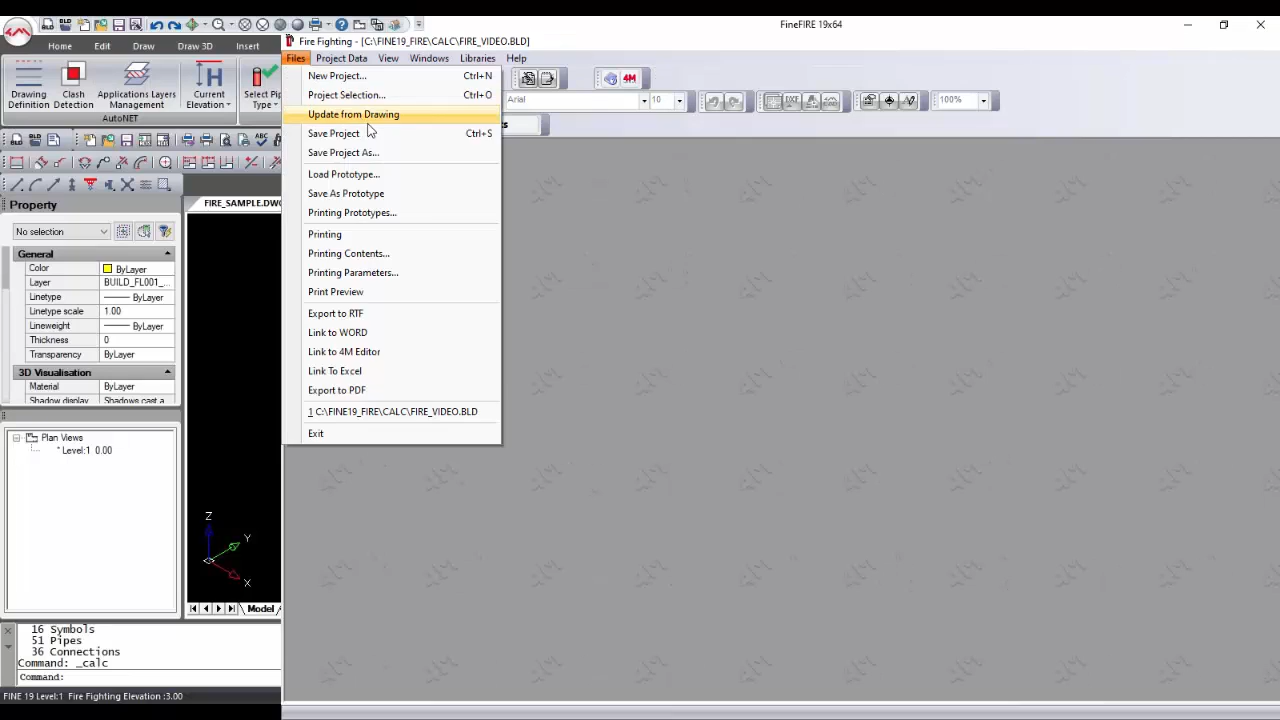 FineFIRE 19x64
Home Edit Draw Draw 3D Insert
Drawing Definition
Clash Detection
Applications Layers Management
Current Elevation
Select Pip Type
AutoNET
Fire Fighting - [C:\FINE19_FIRE\CALC\FIRE_VIDEO.BLD]
Files Project Data View Windows Libraries Help
Arial 10 100%
New Project... Ctrl+N
Project Selection... Ctrl+O
Update from Drawing
Save Project Ctrl+S
Save Project As...
Load Prototype...
Save As Prototype
Printing Prototypes...
Printing
Printing Contents...
Printing Parameters...
Print Preview
Export to RTF
Link to WORD
Link to 4M Editor
Link To Excel
Export to PDF
1 C:\FINE19_FIRE\CALC\FIRE_VIDEO.BLD
Exit
Property
FIRE_SAMPLE.DW
No selection
General
Color ByLayer
Layer BUILD_FL001_...
Linetype ByLayer
Linetype scale 1.00
Lineweight ByLayer
Thickness 0
Transparency ByLayer
3D Visualisation
Material ByLayer
Shadow display Shadows cast a
Plan Views
* Level:1 0.00
Z
Y
X
Model
16 Symbols
51 Pipes
36 Connections
Command: _calc
Command:
FINE 19 Level:1 Fire Fighting Elevation :3.00